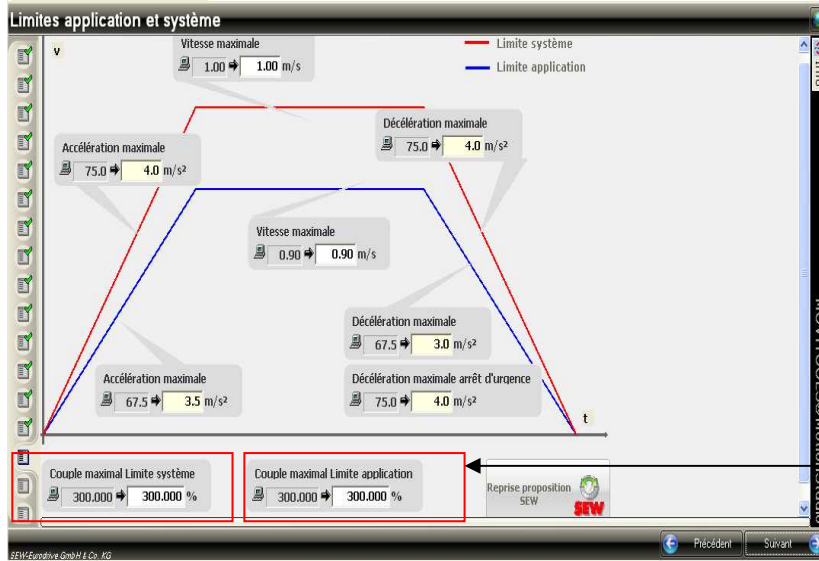 Limites application et système
v
Vitesse maximale
1.00 1.00 m/s
Limite système
Limite application
Décélération maximale
75.0 4.0 m/s²
Accélération maximale
75.0 4.0 m/s²
Vitesse maximale
0.90 0.90 m/s
Décélération maximale
67.5 3.0 m/s²
Accélération maximale
67.5 3.5 m/s²
Décélération maximale arrêt d'urgence
75.0 4.0 m/s²
t
Couple maximal Limite système
300.000 300.000 %
Couple maximal Limite application
300.000 300.000 %
Reprise proposition
SEW
SEW
Précédent
Suivant
SEW-Eurodrive GmbH & Co. KG